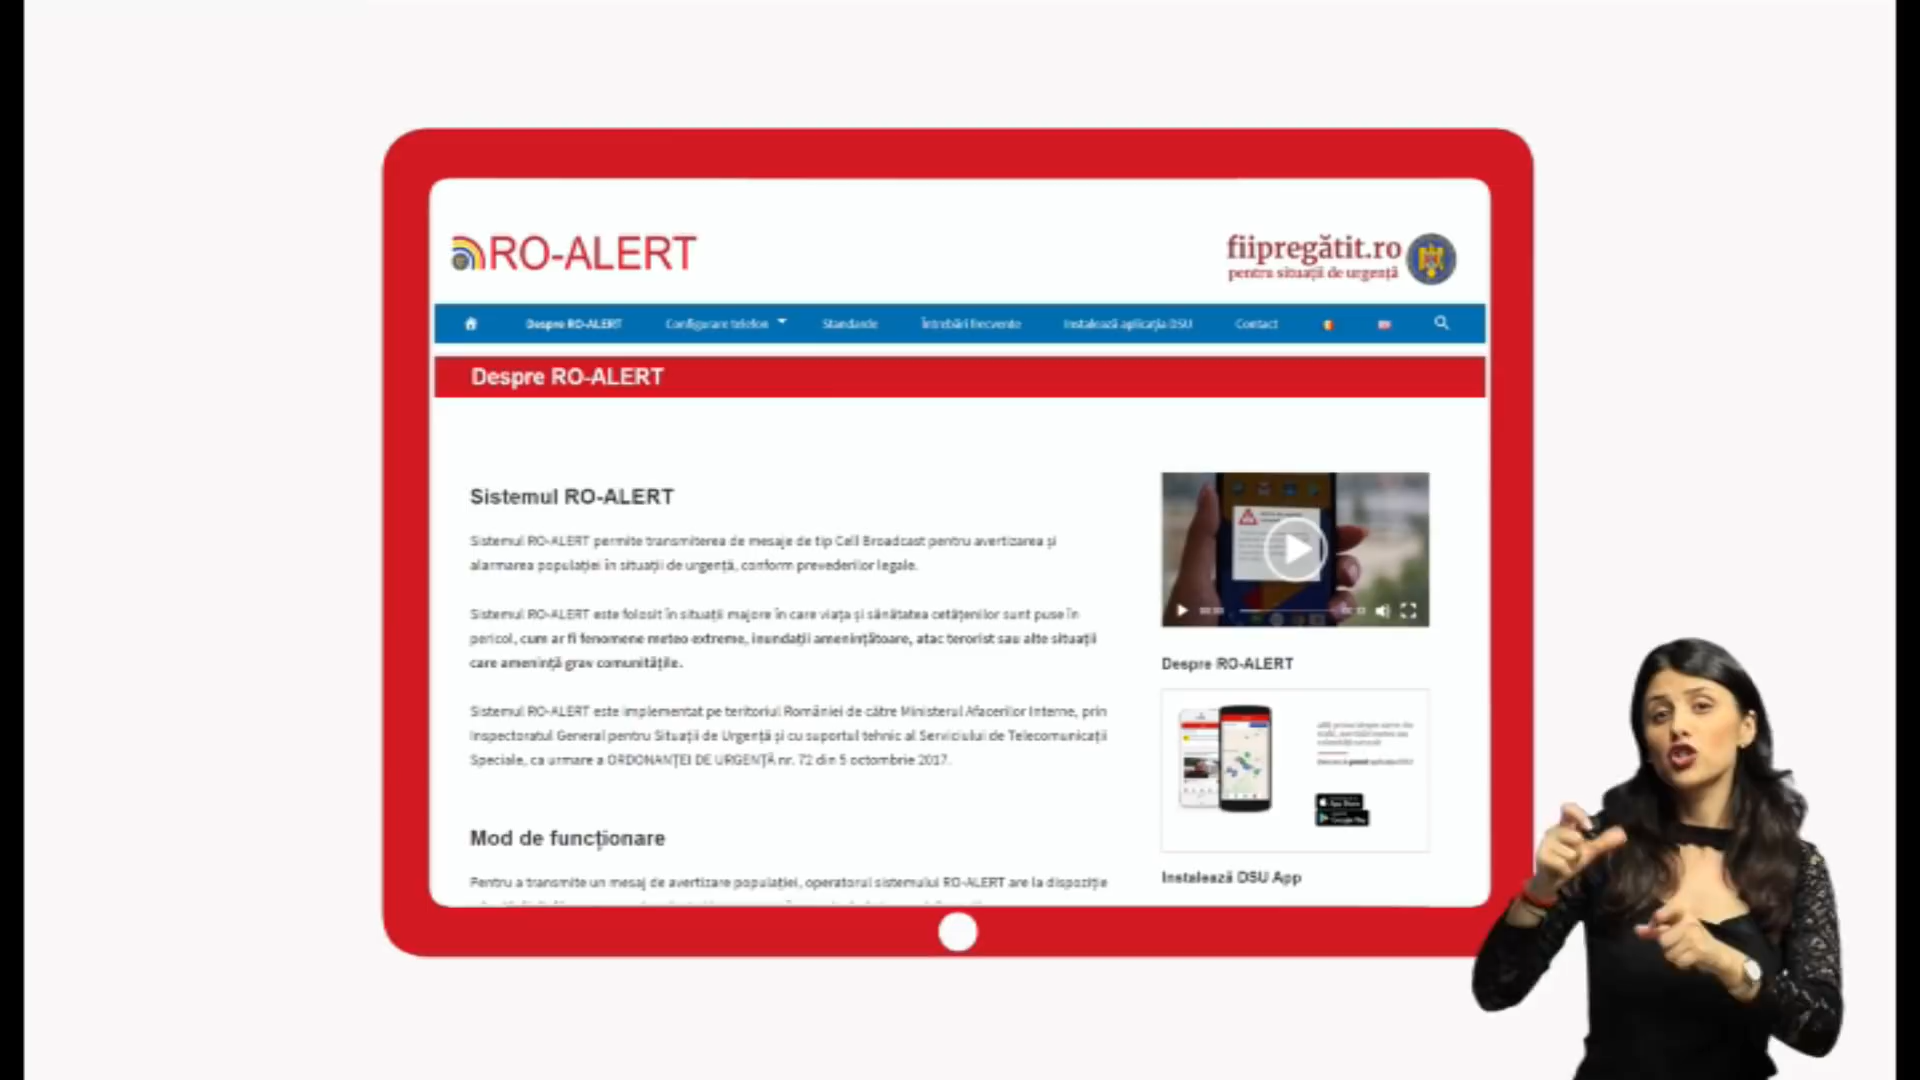 RO-ALERT
fiipregătit.ro
pentru situații de urgență
Despre RO-ALERT Configurare telefon Standarde Întrebări frecvente Instalează aplicația DSU Contact
Despre RO-ALERT
Sistemul RO-ALERT
Sistemul RO-ALERT permite transmiterea de mesaje de tip Cell Broadcast pentru avertizarea și
alarmarea populației în situații de urgență, conform prevederilor legale.
Sistemul RO-ALERT este folosit în situații majore în care viața și sănătatea cetățenilor sunt puse în
pericol, cum ar fi fenomene meteo extreme, inundații amenințătoare, atac terorist sau alte situații
care amenință grav comunitățile.
Sistemul RO-ALERT este implementat pe teritoriul României de către Ministerul Afacerilor Interne, prin
Inspectoratul General pentru Situații de Urgență și cu suportul tehnic al Serviciului de Telecomunicații
Speciale, ca urmare a ORDONANȚEI DE URGENȚĂ nr. 72 din 5 octombrie 2017.
Mod de funcționare
Pentru a transmite un mesaj de avertizare populației, operatorul sistemului RO-ALERT are la dispoziție
Despre RO-ALERT
App Store
Google Play
Instalează DSU App